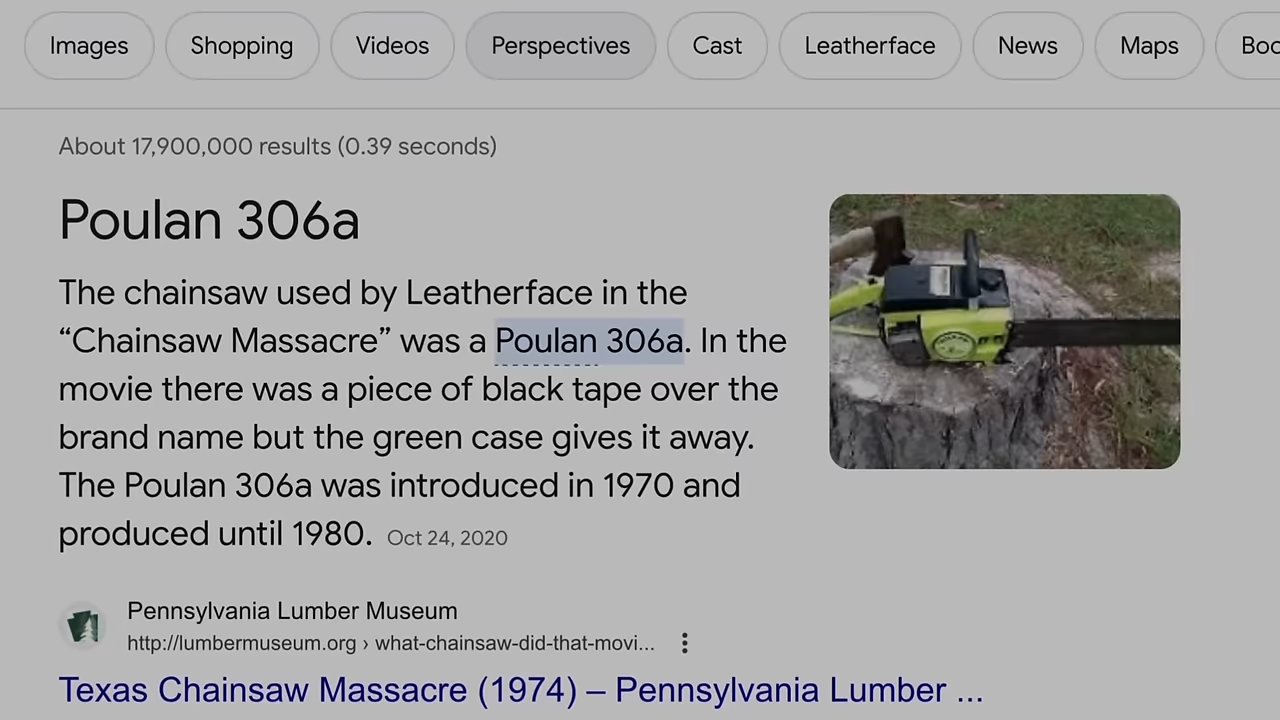 Images Shopping Videos Perspectives Cast Leatherface News Maps Boo
About 17,900,000 results (0.39 seconds)
Poulan 306a
The chainsaw used by Leatherface in the
“Chainsaw Massacre” was a Poulan 306a. In the
movie there was a piece of black tape over the
brand name but the green case gives it away.
The Poulan 306a was introduced in 1970 and
produced until 1980. Oct 24, 2020
Pennsylvania Lumber Museum
http://lumbermuseum.org › what-chainsaw-did-that-movi...
Texas Chainsaw Massacre (1974) – Pennsylvania Lumber ...